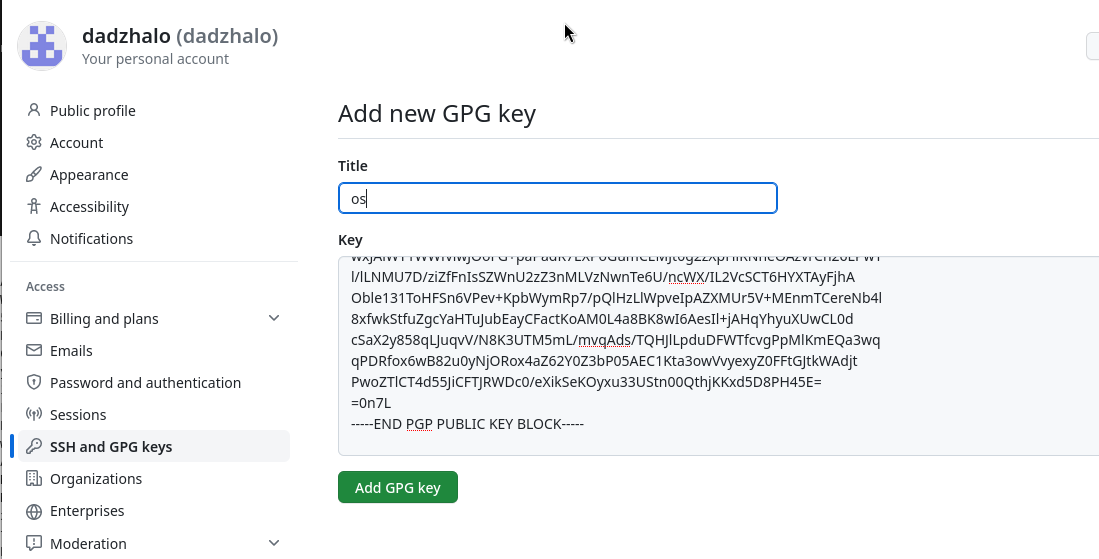 dadzhalo (dadzhalo)
Your personal account
Public profile
Account
Appearance
Accessibility
Notifications
Access
Billing and plans
Emails
Password and authentication
Sessions
SSH and GPG keys
Organizations
Enterprises
Moderation
Add new GPG key
Title
os
Key
l/lLNMU7D/ziZfFnIsSZWnU2zZ3nMLVzNwnTe6U/ncWX/IL2VcSCT6HYXTAyFjhA
Oble131ToHFSn6VPev+KpbWymRp7/pQlHzLlWpveIpAZXMUr5V+MEnmTCereNb4l
8xfwkStfuZgcYaHTuJubEayCFactKoAM0L4a8BK8wI6AesIl+jAHqYhyuXUwCL0d
cSaX2y858qLJuqvV/N8K3UTM5mL/mvqAds/TQHJlLpduDFWTfcvgPpMlKmEQa3wq
qPDRfox6wB82u0yNjORox4aZ62Y0Z3bP05AEC1Kta3owVvyexyZ0FFtGJtkWAdjt
PwoZTlCT4d55JiCFTJRWDc0/eXikSeKOyxu33UStn00QthjKKxd5D8PH45E=
=0n7L
-----END PGP PUBLIC KEY BLOCK-----
Add GPG key